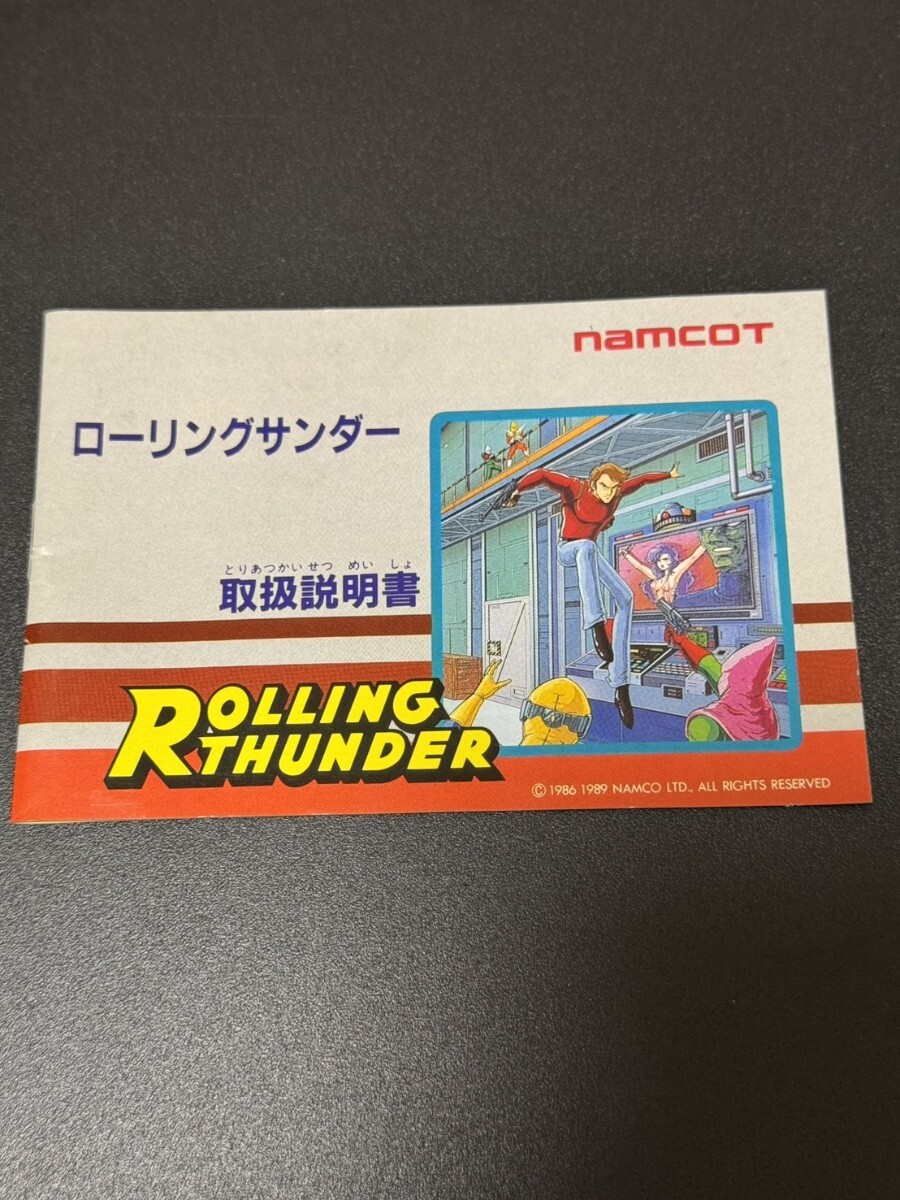 namcoT
ローリングサンダー
とりあつかいせつ めい しょ
取扱説明書
ROLLING
THUNDER
© 1986 1989 NAMCO LTD., ALL RIGHTS RESERVED